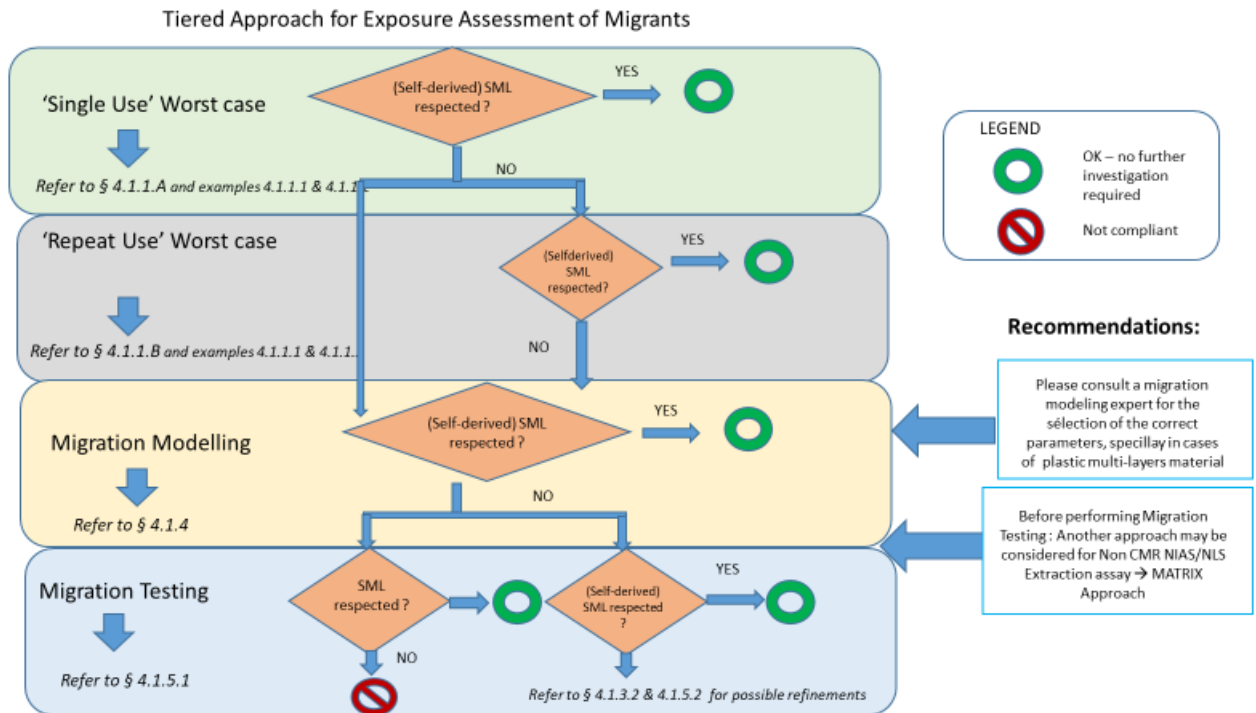 Tiered Approach for Exposure Assessment of Migrants
'Single Use' Worst case
(Self-derived) SML
respected ?
YES
NO
Refer to § 4.1.1.A and examples 4.1.1.1 & 4.1.1.
'Repeat Use' Worst case
(Selfderived)
SML
respected?
YES
NO
Refer to § 4.1.1.B and examples 4.1.1.1 & 4.1.1.
Migration Modelling
(Self-derived) SML
respected ?
YES
NO
Refer to § 4.1.4
Migration Testing
SML
respected ?
NO
(Self-derived)
SML respected
?
YES
Refer to § 4.1.5.1
Refer to § 4.1.3.2 & 4.1.5.2 for possible refinements
LEGEND
OK – no further
investigation
required
Not compliant
Recommendations:
Please consult a migration
modeling expert for the
sélection of the correct
parameters, specillay in cases
of plastic multi-layers material
Before performing Migration
Testing : Another approach may be
considered for Non CMR NIAS/NLS
Extraction assay → MATRIX
Approach